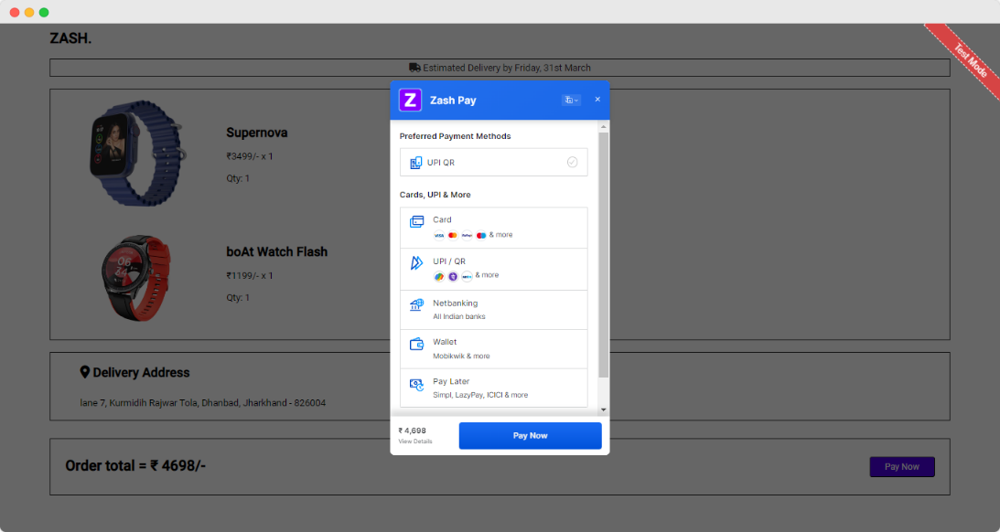 ZASH.
Test Mode
Estimated Delivery by Friday, 31st March
Z Zash Pay
Preferred Payment Methods
UPI QR
Cards, UPI & More
Card
VISA RuPay & more
UPI / QR
& more
Netbanking
All Indian banks
Wallet
Mobikwik & more
Pay Later
Simpl, LazyPay, ICICI & more
₹ 4,698
View Details
Pay Now
Supernova
₹3499/- x 1
Qty: 1
boAt Watch Flash
₹1199/- x 1
Qty: 1
Delivery Address
lane 7, Kurmidih Rajwar Tola, Dhanbad, Jharkhand - 826004
Order total = ₹ 4698/-
Pay Now